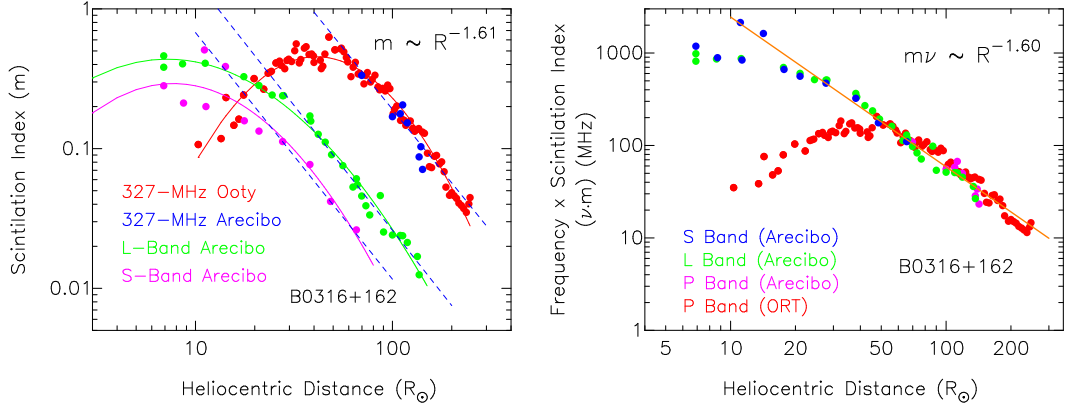 1
0.1
0.01
10
100
Scintilation Index (m)
Heliocentric Distance (R⊙)
m ~ R^−1.61
327−MHz Ooty
327−MHz Arecibo
L−Band Arecibo
S−Band Arecibo
B0316+162
1000
100
10
1
5
10
20
50
100
200
Frequency x Scintilation Index
(ν·m) (MHz)
Heliocentric Distance (R⊙)
mν ~ R^−1.60
B0316+162
S Band (Arecibo)
L Band (Arecibo)
P Band (Arecibo)
P Band (ORT)